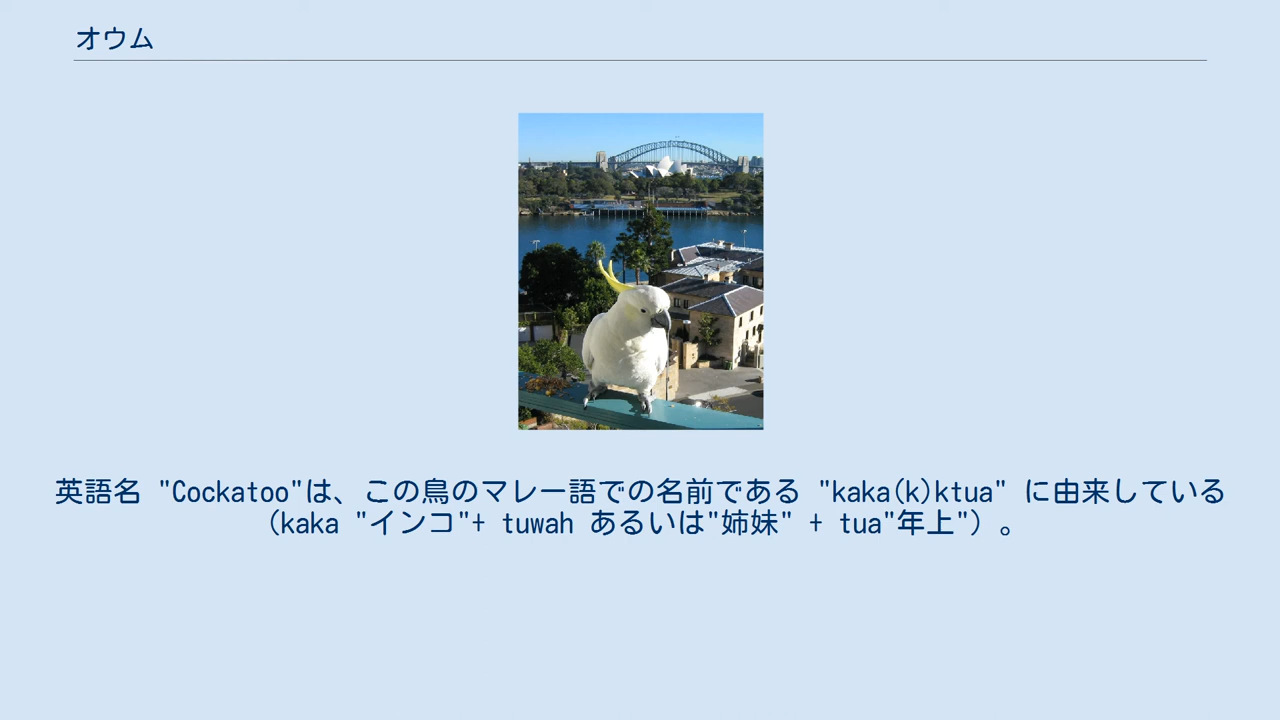 オウム
英語名 "Cockatoo"は、この鳥のマレー語での名前である "kaka(k)ktua" に由来している
(kaka "インコ"+ tuwah あるいは"姉妹" + tua"年上")。